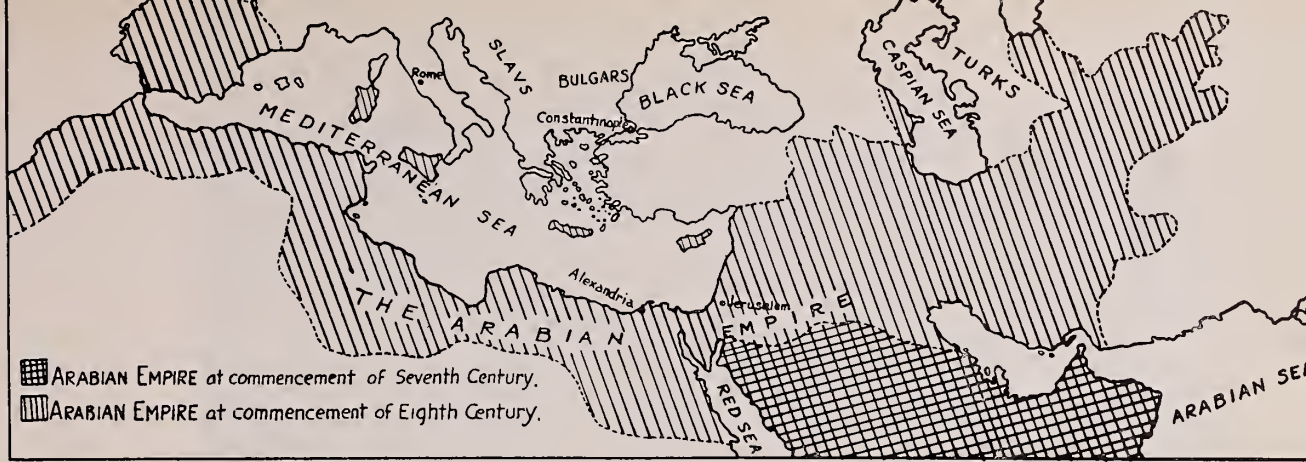 SLAVS
BULGARS
BLACK SEA
CASPIAN SEA
TURKS
Rome
Constantinople
MEDITERRANEAN SEA
Alexandria
Jerusalem
THE ARABIAN EMPIRE
RED SEA
ARABIAN SEA
ARABIAN EMPIRE at commencement of Seventh Century.
ARABIAN EMPIRE at commencement of Eighth Century.